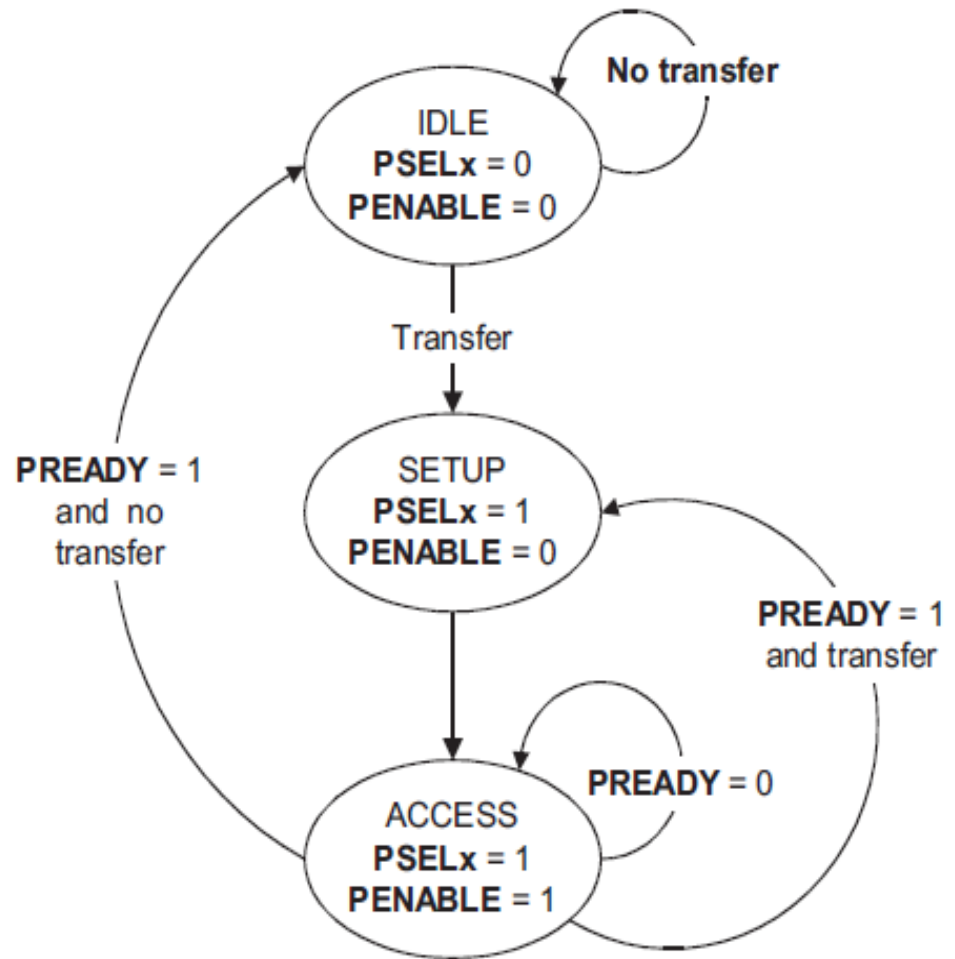 No transfer
IDLE
PSELx = 0
PENABLE = 0
Transfer
PREADY = 1
and no
transfer
SETUP
PSELx = 1
PENABLE = 0
PREADY = 1
and transfer
PREADY = 0
ACCESS
PSELx = 1
PENABLE = 1